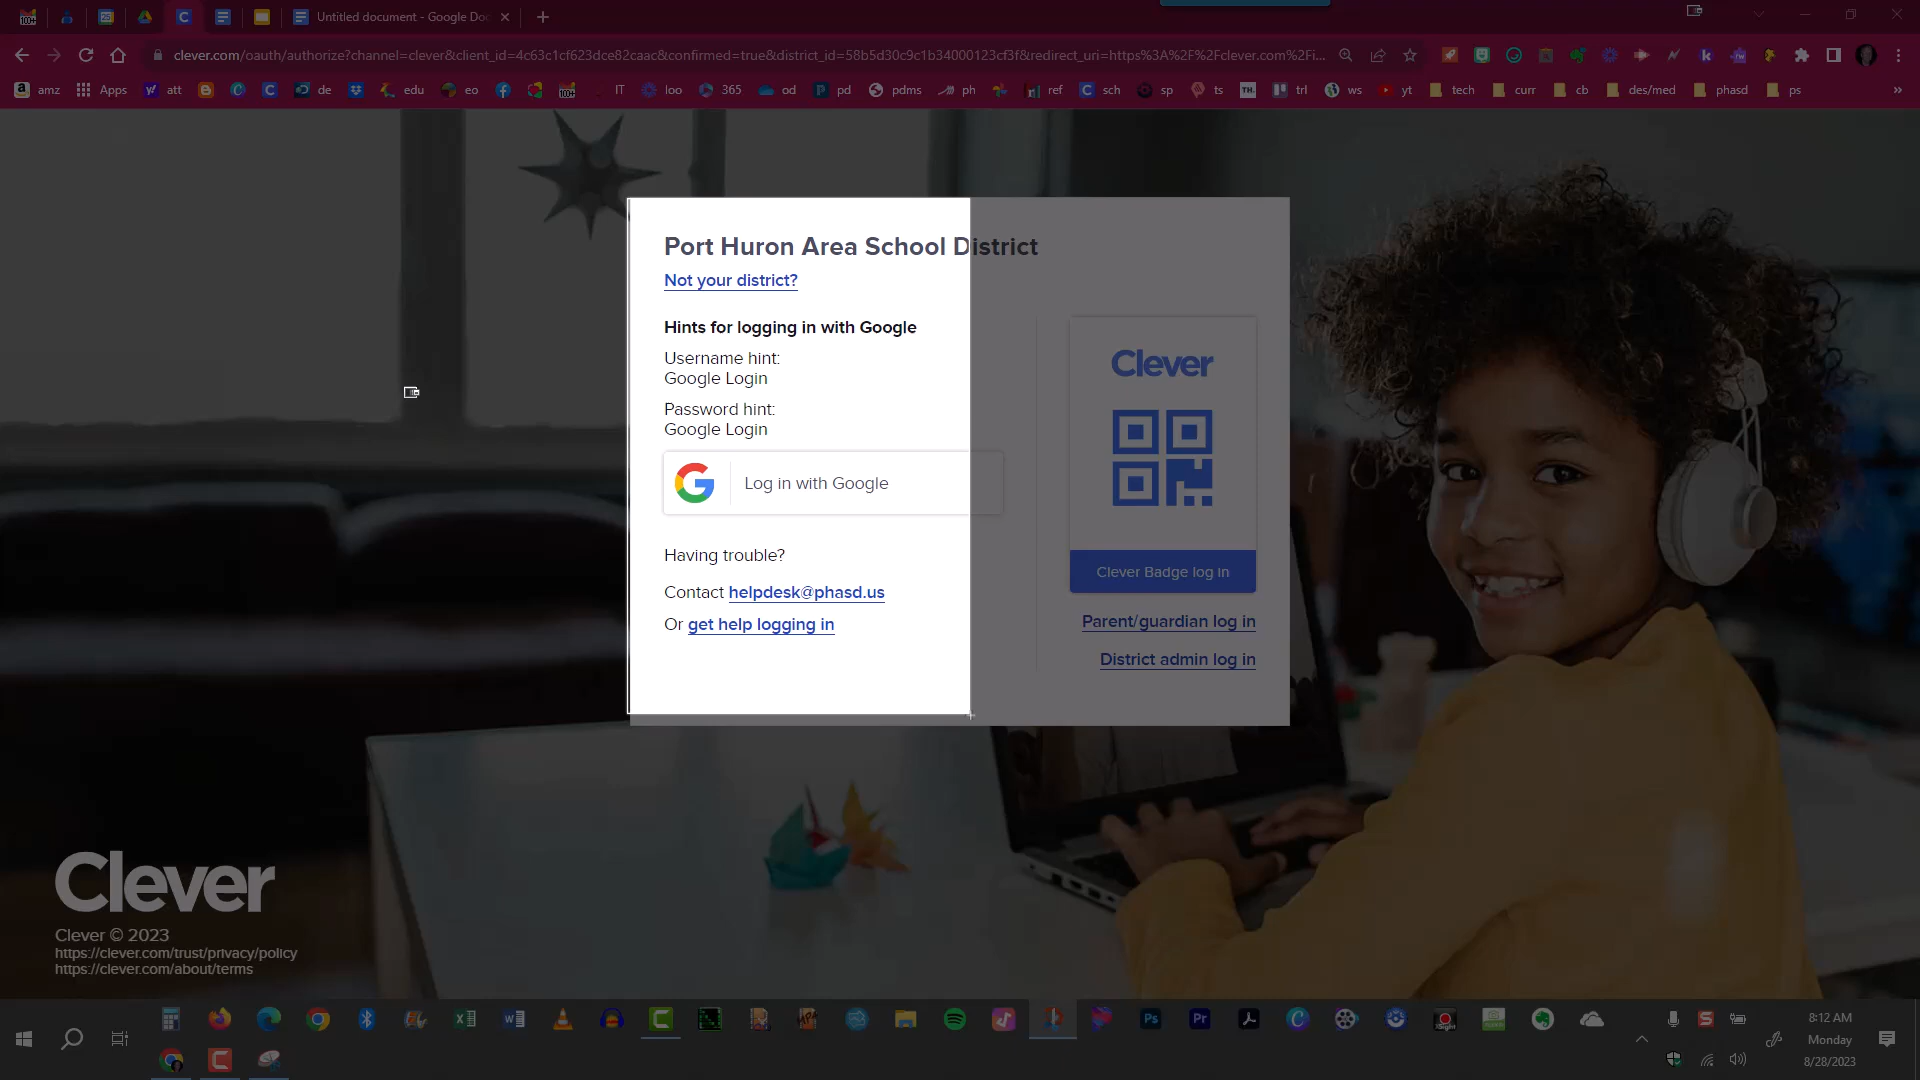 Untitled document - Google Doc
clever.com/oauth/authorize?channel=clever&client_id=4c63c1cf623dce82caac&confirmed=true&district_id=58b5d30c9c1b34000123cf3f&redirect_uri=https%3A%2F%2Fclever.com%2Fi...
amz Apps att de edu eo IT loo 365 od pd pdms ph ref sch sp ts trl ws yt tech curr cb des/med phasd ps »
Port Huron Area School District
Not your district?
Hints for logging in with Google
Username hint:
Google Login
Password hint:
Google Login
Log in with Google
Having trouble?
Contact helpdesk@phasd.us
Or get help logging in
Clever
Clever Badge log in
Parent/guardian log in
District admin log in
Clever
Clever © 2023
https://clever.com/trust/privacy/policy
https://clever.com/about/terms
8:12 AM
Monday
8/28/2023